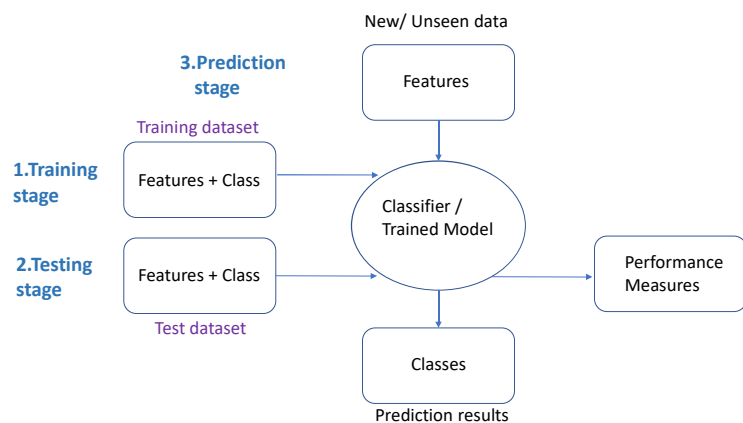 New/ Unseen data
3.Prediction
stage
Features
Training dataset
1.Training
stage
Features + Class
Classifier /
Trained Model
2.Testing
stage
Features + Class
Performance
Measures
Test dataset
Classes
Prediction results